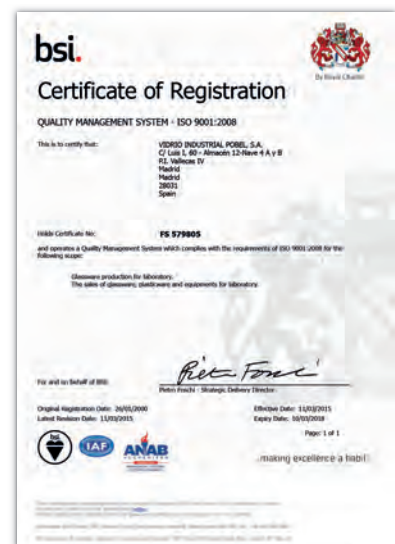 bsi.
By Royal Charter
Certificate of Registration
QUALITY MANAGEMENT SYSTEM - ISO 9001:2008
This is to certify that:
VIDRIO INDUSTRIAL POBEL, S.A.
C/ Luis I, 60 - Almacén 12-Nave 4 A y B
P.I. Vallecas IV
Madrid
Madrid
28031
Spain
Holds Certificate No:
FS 579805
and operates a Quality Management System which complies with the requirements of ISO 9001:2008 for the
following scope:
Glassware production for laboratory.
The sales of glassware, plasticware and equipments for laboratory.
For and on behalf of BSI:
Pietro Foschi - Strategic Delivery Director
Original Registration Date: 26/05/2000
Effective Date: 11/03/2015
Latest Revision Date: 11/03/2015
Expiry Date: 10/03/2018
Page: 1 of 1
bsi.
IAF
ANAB
ACCREDITED
...making excellence a habit.